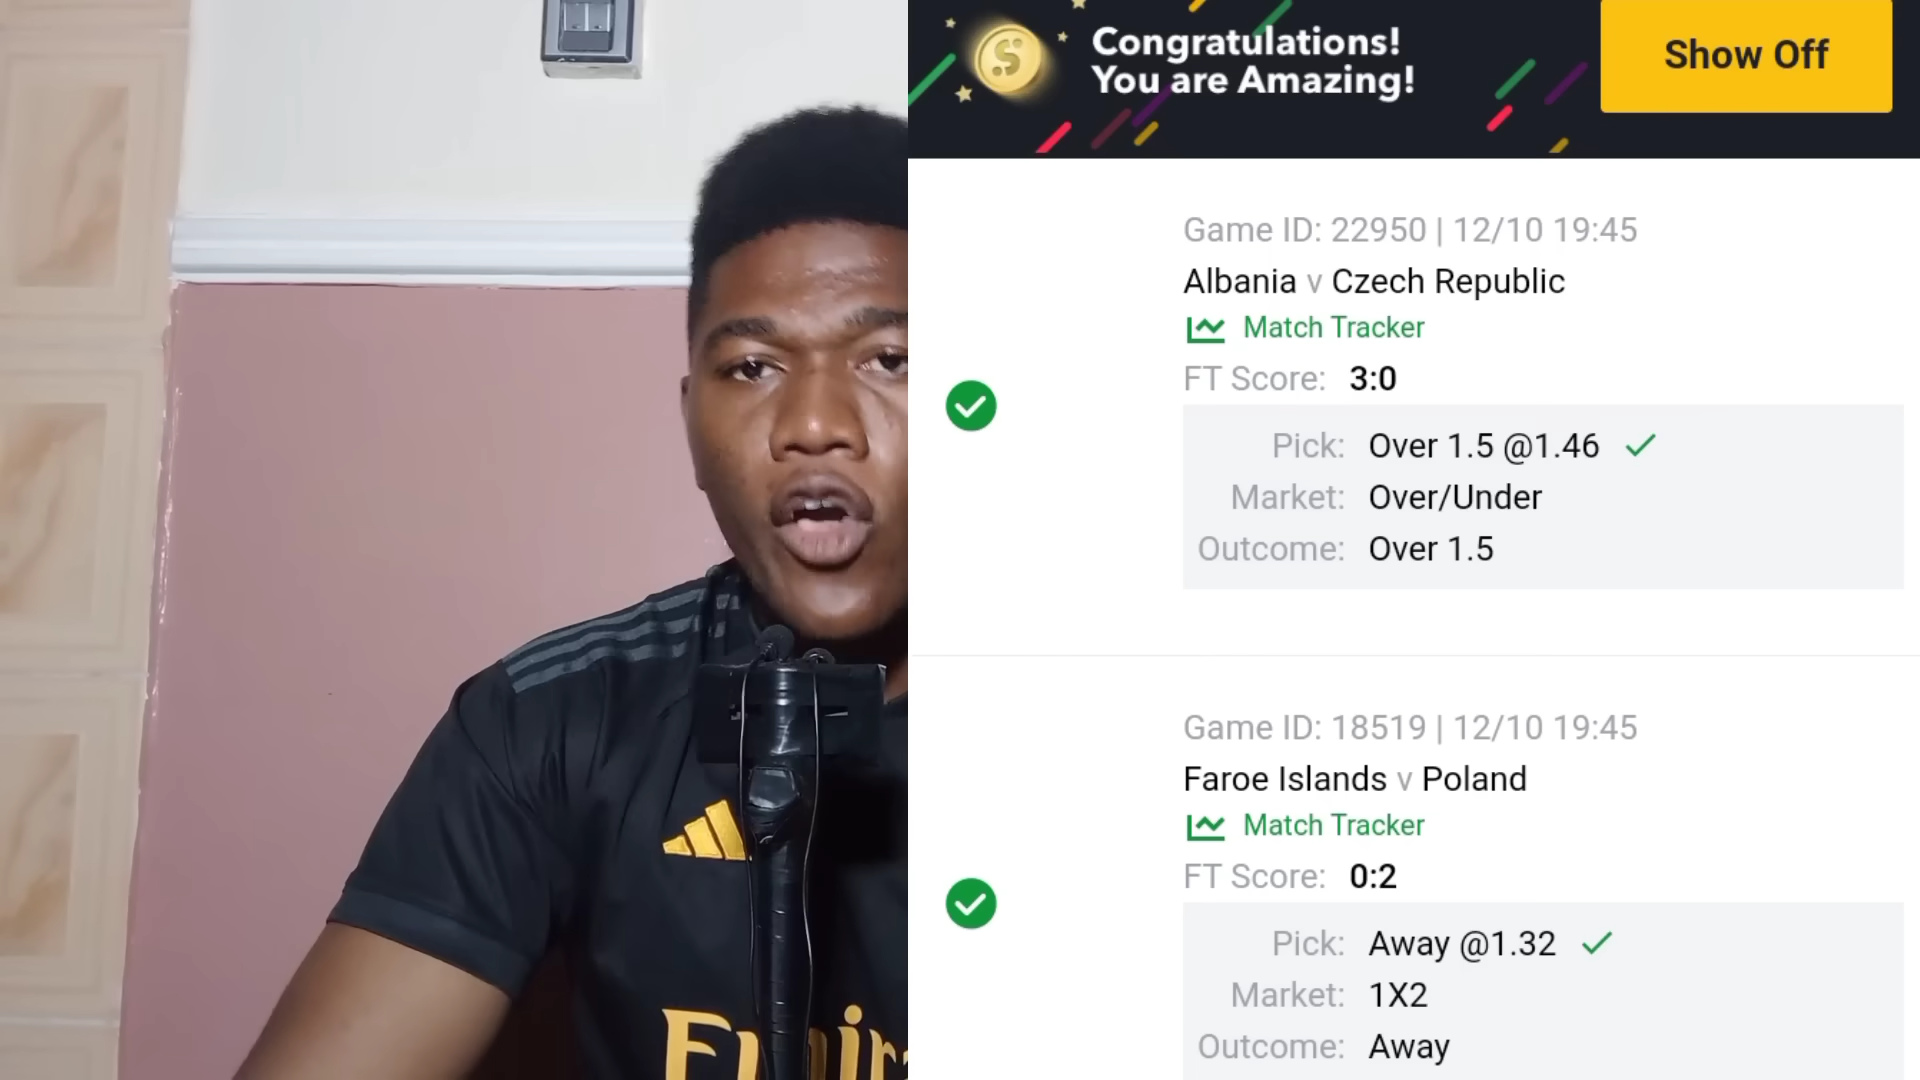 Congratulations!
You are Amazing!
Show Off
Game ID: 22950 | 12/10 19:45
Albania v Czech Republic
Match Tracker
FT Score: 3:0
Pick: Over 1.5 @1.46
Market: Over/Under
Outcome: Over 1.5
Game ID: 18519 | 12/10 19:45
Faroe Islands v Poland
Match Tracker
FT Score: 0:2
Pick: Away @1.32
Market: 1X2
Outcome: Away